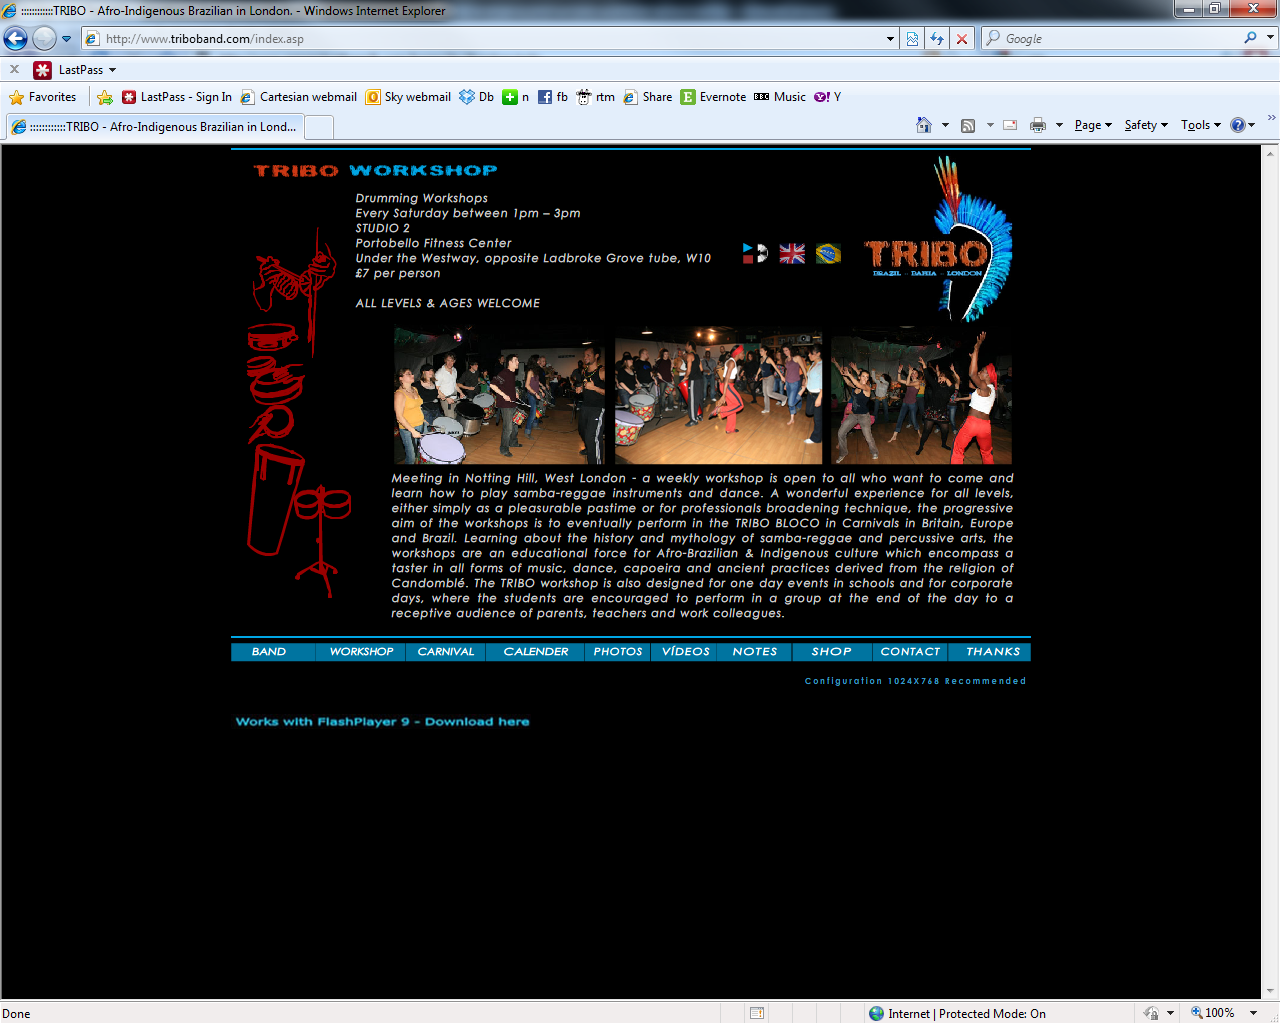 ::::::::::::TRIBO - Afro-Indigenous Brazilian in London. - Windows Internet Explorer
http://www.triboband.com/index.asp
Google
LastPass
Favorites
LastPass - Sign In
Cartesian webmail
Sky webmail
Db
n
fb
rtm
Share
Evernote
BBC Music
Y
::::::::::::TRIBO - Afro-Indigenous Brazilian in Lond...
Page
Safety
Tools
TRIBO WORKSHOP
Drumming Workshops
Every Saturday between 1pm – 3pm
STUDIO 2
Portobello Fitness Center
Under the Westway, opposite Ladbroke Grove tube, W10
£7 per person
ALL LEVELS & AGES WELCOME
TRIBO
BRAZIL - BAHIA - LONDON
Meeting in Notting Hill, West London - a weekly workshop is open to all who want to come and
learn how to play samba-reggae instruments and dance. A wonderful experience for all levels,
either simply as a pleasurable pastime or for professionals broadening technique, the progressive
aim of the workshops is to eventually perform in the TRIBO BLOCO in Carnivals in Britain, Europe
and Brazil. Learning about the history and mythology of samba-reggae and percussive arts, the
workshops are an educational force for Afro-Brazilian & Indigenous culture which encompass a
taster in all forms of music, dance, capoeira and ancient practices derived from the religion of
Candomblé. The TRIBO workshop is also designed for one day events in schools and for corporate
days, where the students are encouraged to perform in a group at the end of the day to a
receptive audience of parents, teachers and work colleagues.
BAND
WORKSHOP
CARNIVAL
CALENDER
PHOTOS
VÍDEOS
NOTES
SHOP
CONTACT
THANKS
Configuration 1024X768 Recommended
Works with FlashPlayer 9 - Download here
Done
Internet | Protected Mode: On
100%